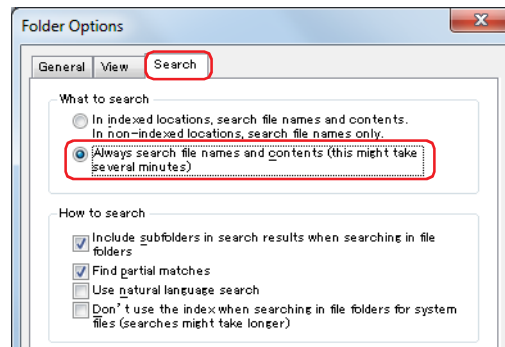 Folder Options
General View Search
What to search
In indexed locations, search file names and contents.
In non-indexed locations, search file names only.
Always search file names and contents (this might take
several minutes)
How to search
Include subfolders in search results when searching in file
folders
Find partial matches
Use natural language search
Don't use the index when searching in file folders for system
files (searches might take longer)